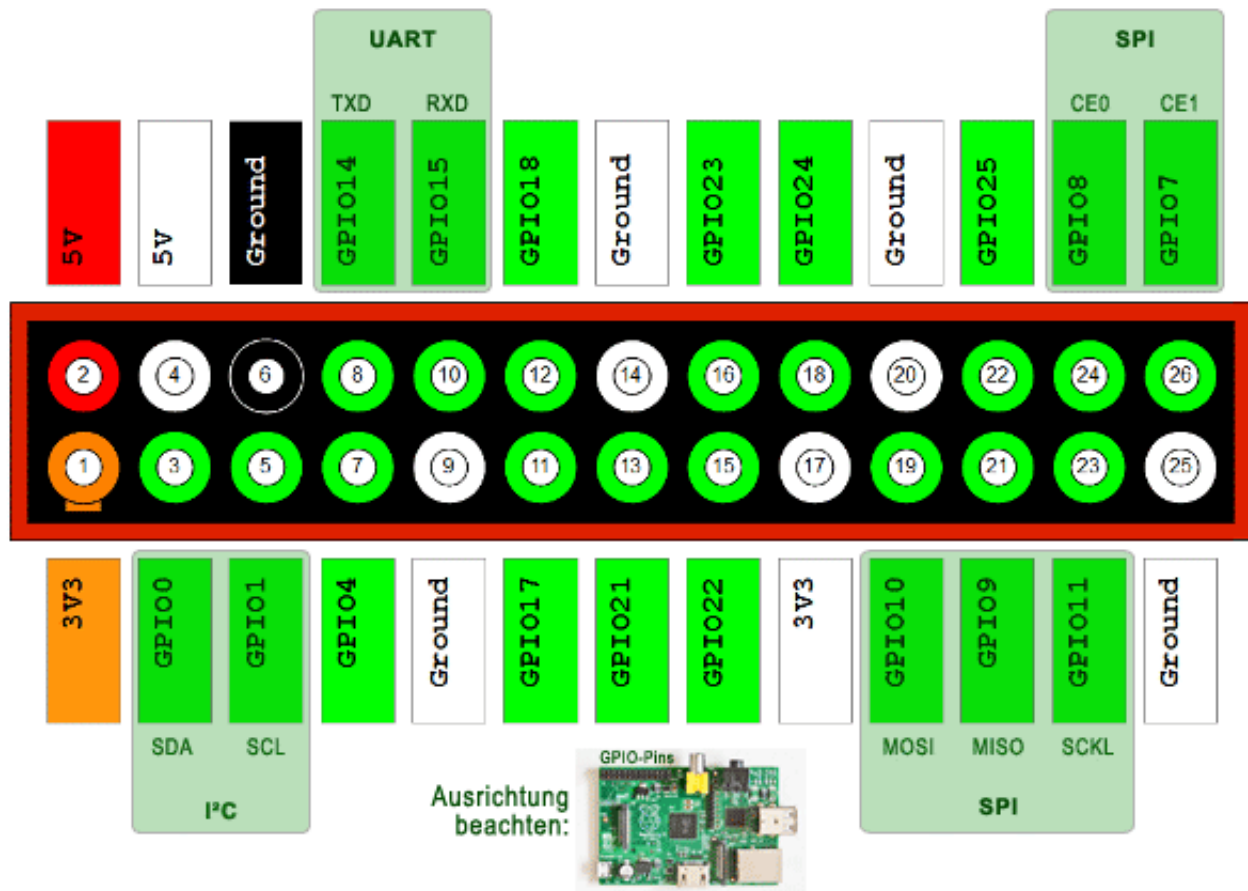 UART
SPI
TXD RXD
CE0 CE1
5V 5V Ground GPIO14 GPIO15 GPIO18 Ground GPIO23 GPIO24 Ground GPIO25 GPIO8 GPIO7
2 4 6 8 10 12 14 16 18 20 22 24 26
1 3 5 7 9 11 13 15 17 19 21 23 25
3V3 GPIO0 GPIO1 GPIO4 Ground GPIO17 GPIO21 GPIO22 3V3 GPIO10 GPIO9 GPIO11 Ground
SDA SCL
MOSI MISO SCKL
I²C
SPI
GPIO-Pins
Ausrichtung
beachten: